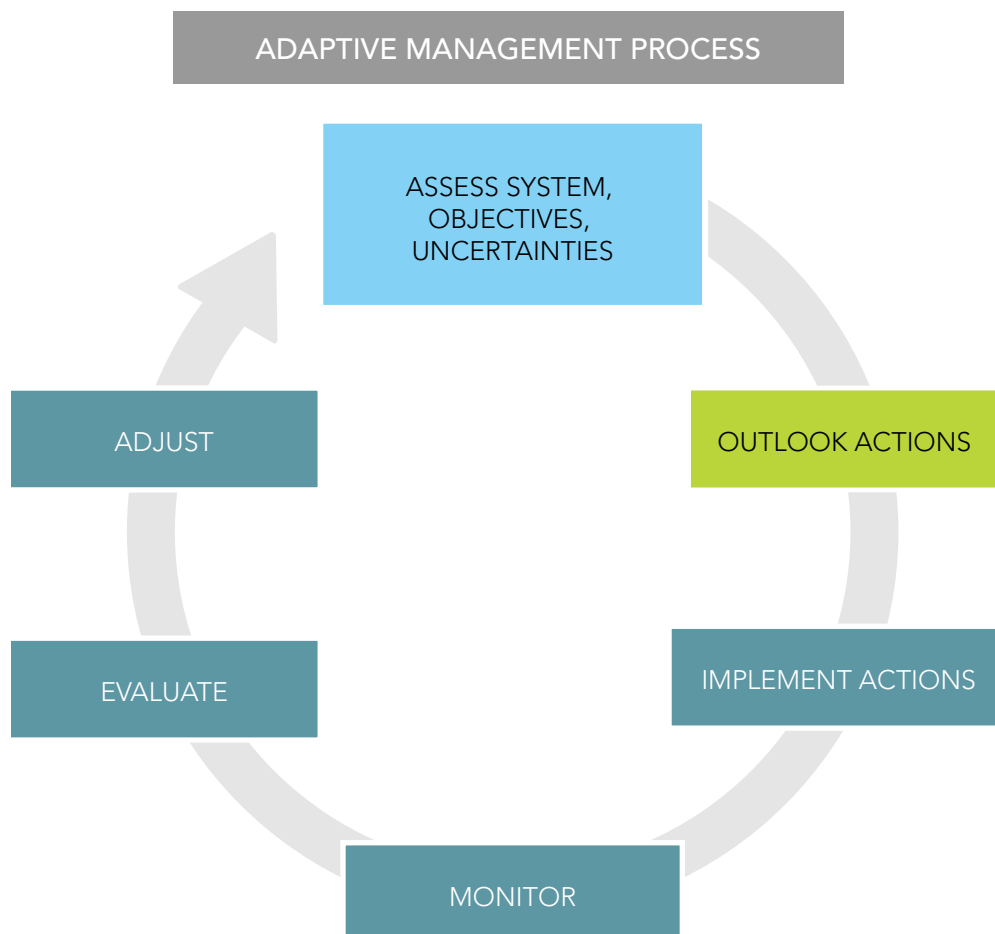 ADAPTIVE MANAGEMENT PROCESS
ASSESS SYSTEM,
OBJECTIVES,
UNCERTAINTIES
OUTLOOK ACTIONS
IMPLEMENT ACTIONS
MONITOR
EVALUATE
ADJUST